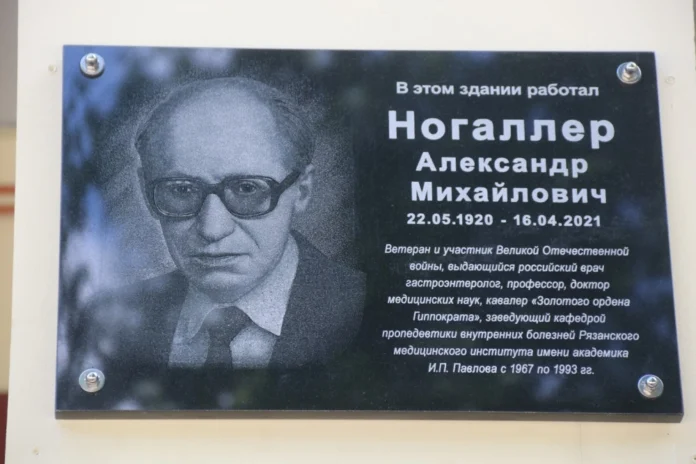 В этом здании работал
Ногаллер
Александр
Михайлович
22.05.1920 - 16.04.2021
Ветеран и участник Великой Отечественной
войны, выдающийся российский врач
гастроэнтеролог, профессор, доктор
медицинских наук, кавалер «Золотого ордена
Гиппократа», заведующий кафедрой
пропедевтики внутренних болезней Рязанского
медицинского института имени академика
И.П. Павлова с 1967 по 1993 гг.